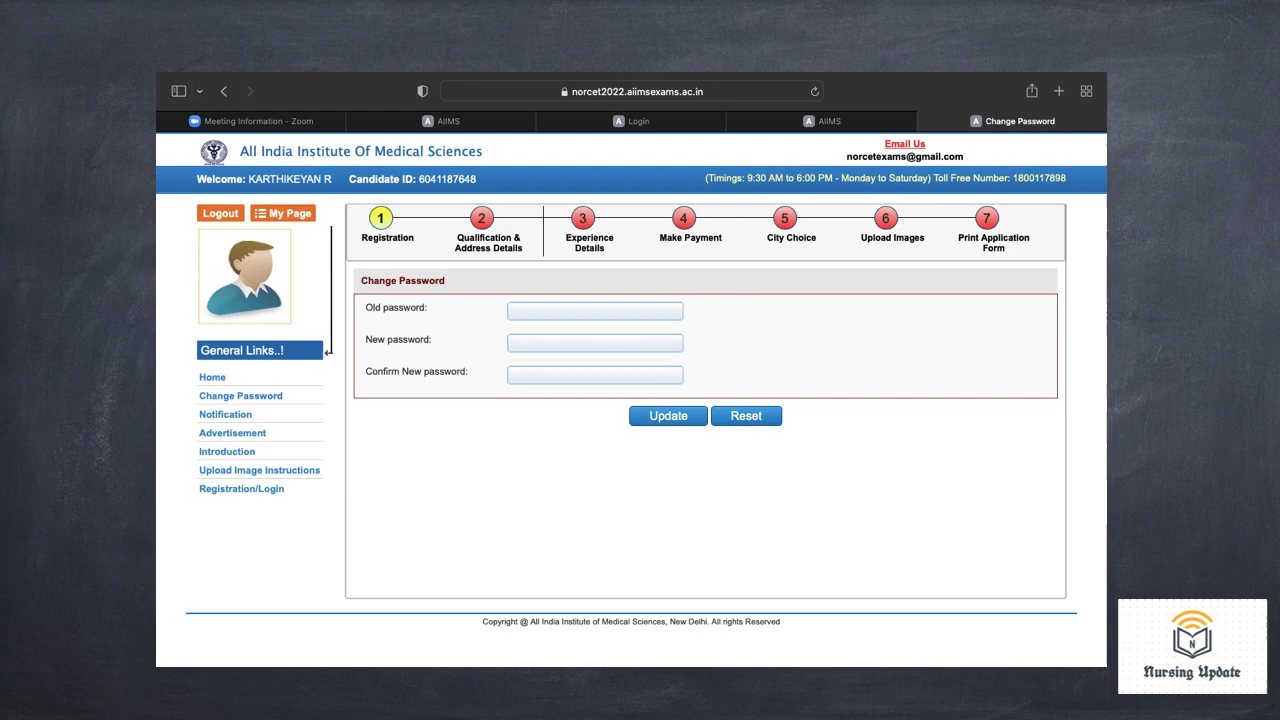 norcet2022.aiimsexams.ac.in
Meeting Information - Zoom
A AIIMS
A Login
A AIIMS
A Change Password
All India Institute Of Medical Sciences
Email Us
norcetexams@gmail.com
Welcome: KARTHIKEYAN R Candidate ID: 6041187648
(Timings: 9:30 AM to 6:00 PM - Monday to Saturday) Toll Free Number: 1800117898
Logout
My Page
1
Registration
2
Qualification &
Address Details
3
Experience
Details
4
Make Payment
5
City Choice
6
Upload Images
7
Print Application
Form
Change Password
Old password:
New password:
Confirm New password:
Update
Reset
General Links..!
Home
Change Password
Notification
Advertisement
Introduction
Upload Image Instructions
Registration/Login
Copyright @ All India Institute of Medical Sciences, New Delhi. All rights Reserved
N
Nursing Update